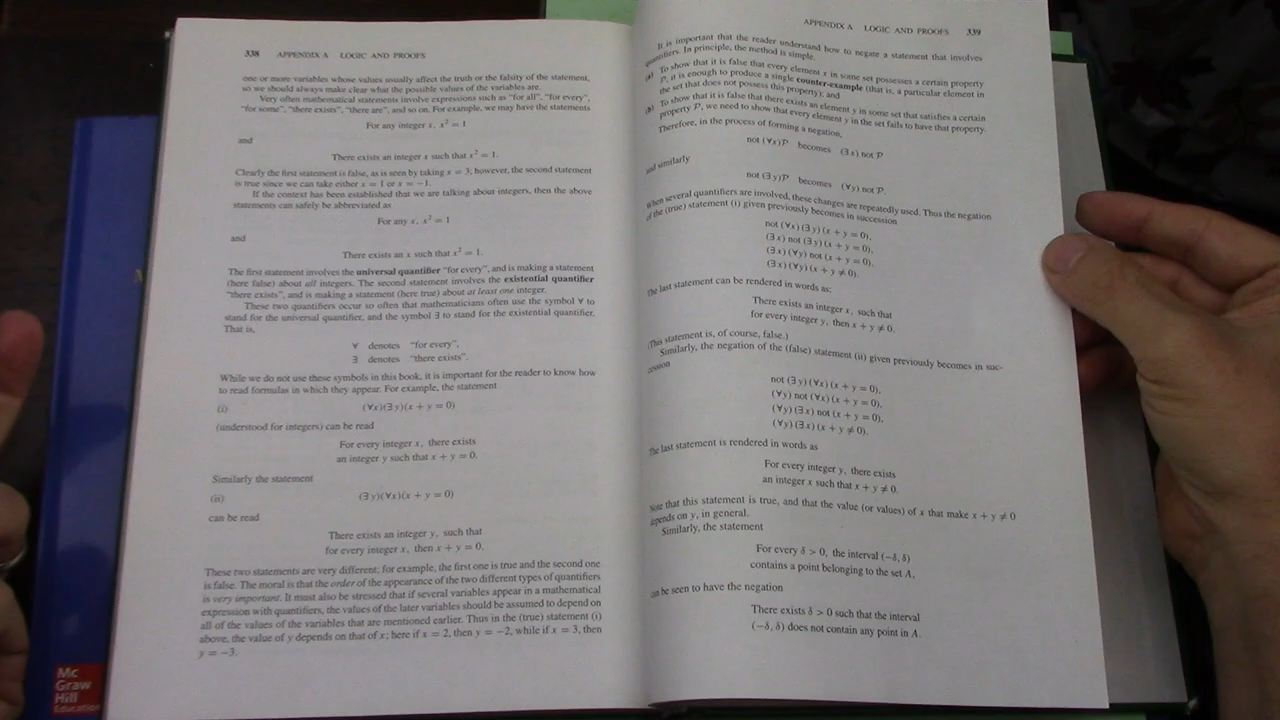 338 APPENDIX A LOGIC AND PROOFS
one or more variables whose values usually affect the truth or the falsity of the statement,
so we should always make clear what the possible values of the variables are.
Very often mathematical statements involve expressions such as "for all", "for every",
"for some", "there exists", "there are", and so on. For example, we may have the statements
For any integer x, x² = 1
and
There exists an integer x such that x² = 1.
Clearly the first statement is false, as is seen by taking x = 3; however, the second statement
is true since we can take either x = 1 or x = −1.
If the context has been established that we are talking about integers, then the above
statements can safely be abbreviated as
For any x, x² = 1
and
There exists an x such that x² = 1.
The first statement involves the universal quantifier "for every", and is making a statement
(here false) about all integers. The second statement involves the existential quantifier
"there exists", and is making a statement (here true) about at least one integer.
These two quantifiers occur so often that mathematicians often use the symbol ∀ to
stand for the universal quantifier, and the symbol ∃ to stand for the existential quantifier.
That is,
∀ denotes "for every",
∃ denotes "there exists".
While we do not use these symbols in this book, it is important for the reader to know how
to read formulas in which they appear. For example, the statement
(i) (∀x)(∃y)(x + y = 0)
(understood for integers) can be read
For every integer x, there exists
an integer y such that x + y = 0.
Similarly the statement
(ii) (∃y)(∀x)(x + y = 0)
can be read
There exists an integer y, such that
for every integer x, then x + y = 0.
These two statements are very different; for example, the first one is true and the second one
is false. The moral is that the order of the appearance of the two different types of quantifiers
is very important. It must also be stressed that if several variables appear in a mathematical
expression with quantifiers, the values of the later variables should be assumed to depend on
all of the values of the variables that are mentioned earlier. Thus in the (true) statement (i)
above, the value of y depends on that of x; here if x = 2, then y = −2, while if x = 3, then
y = −3.
Mc
Graw
Hill
Education
APPENDIX A LOGIC AND PROOFS 339
It is important that the reader understand how to negate a statement that involves
quantifiers. In principle, the method is simple.
(a) To show that it is false that every element x in some set possesses a certain property
P, it is enough to produce a single counter-example (that is, a particular element in
the set that does not possess this property); and
(b) To show that it is false that there exists an element y in some set that satisfies a certain
property P, we need to show that every element y in the set fails to have that property.
Therefore, in the process of forming a negation,
not (∀x)P becomes (∃x) not P
and similarly
not (∃y)P becomes (∀y) not P.
When several quantifiers are involved, these changes are repeatedly used. Thus the negation
of the (true) statement (i) given previously becomes in succession
not (∀x)(∃y)(x + y = 0),
(∃x) not (∃y)(x + y = 0),
(∃x)(∀y) not (x + y = 0),
(∃x)(∀y)(x + y ≠ 0).
The last statement can be rendered in words as:
There exists an integer x, such that
for every integer y, then x + y ≠ 0.
(This statement is, of course, false.)
Similarly, the negation of the (false) statement (ii) given previously becomes in suc-
cession
not (∃y)(∀x)(x + y = 0),
(∀y) not (∀x)(x + y = 0),
(∀y)(∃x) not (x + y = 0),
(∀y)(∃x)(x + y ≠ 0).
The last statement is rendered in words as
For every integer y, there exists
an integer x such that x + y ≠ 0.
Note that this statement is true, and that the value (or values) of x that make x + y ≠ 0
depends on y, in general.
Similarly, the statement
For every δ > 0, the interval (−δ, δ)
contains a point belonging to the set A,
can be seen to have the negation
There exists δ > 0 such that the interval
(−δ, δ) does not contain any point in A.